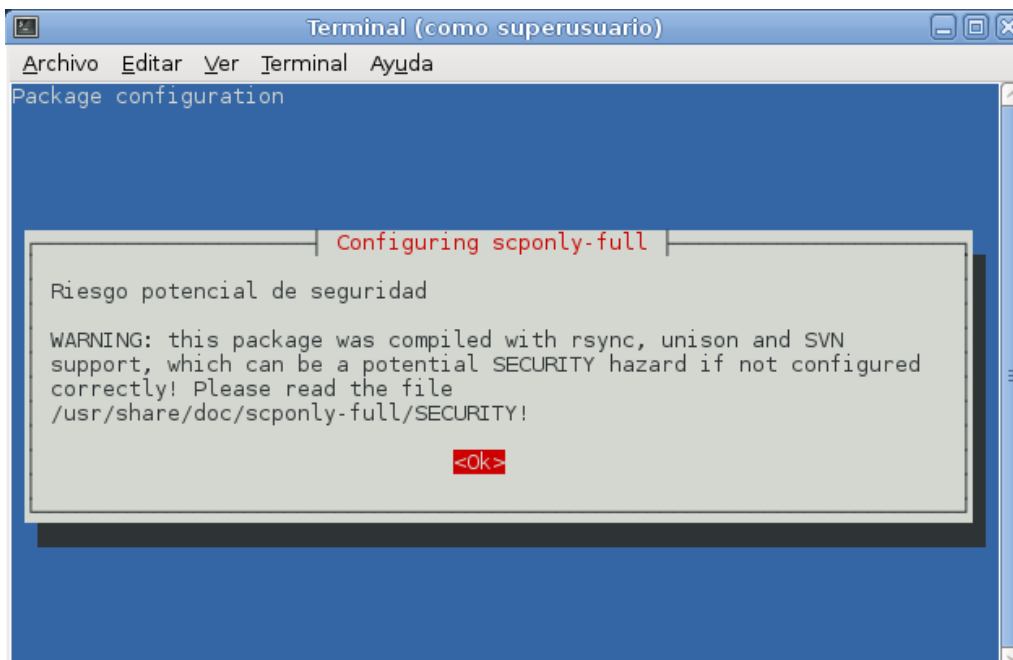 Terminal (como superusuario)
Archivo Editar Ver Terminal Ayuda
Package configuration
Configuring scponly-full
Riesgo potencial de seguridad
WARNING: this package was compiled with rsync, unison and SVN
support, which can be a potential SECURITY hazard if not configured
correctly! Please read the file
/usr/share/doc/scponly-full/SECURITY!
<Ok>